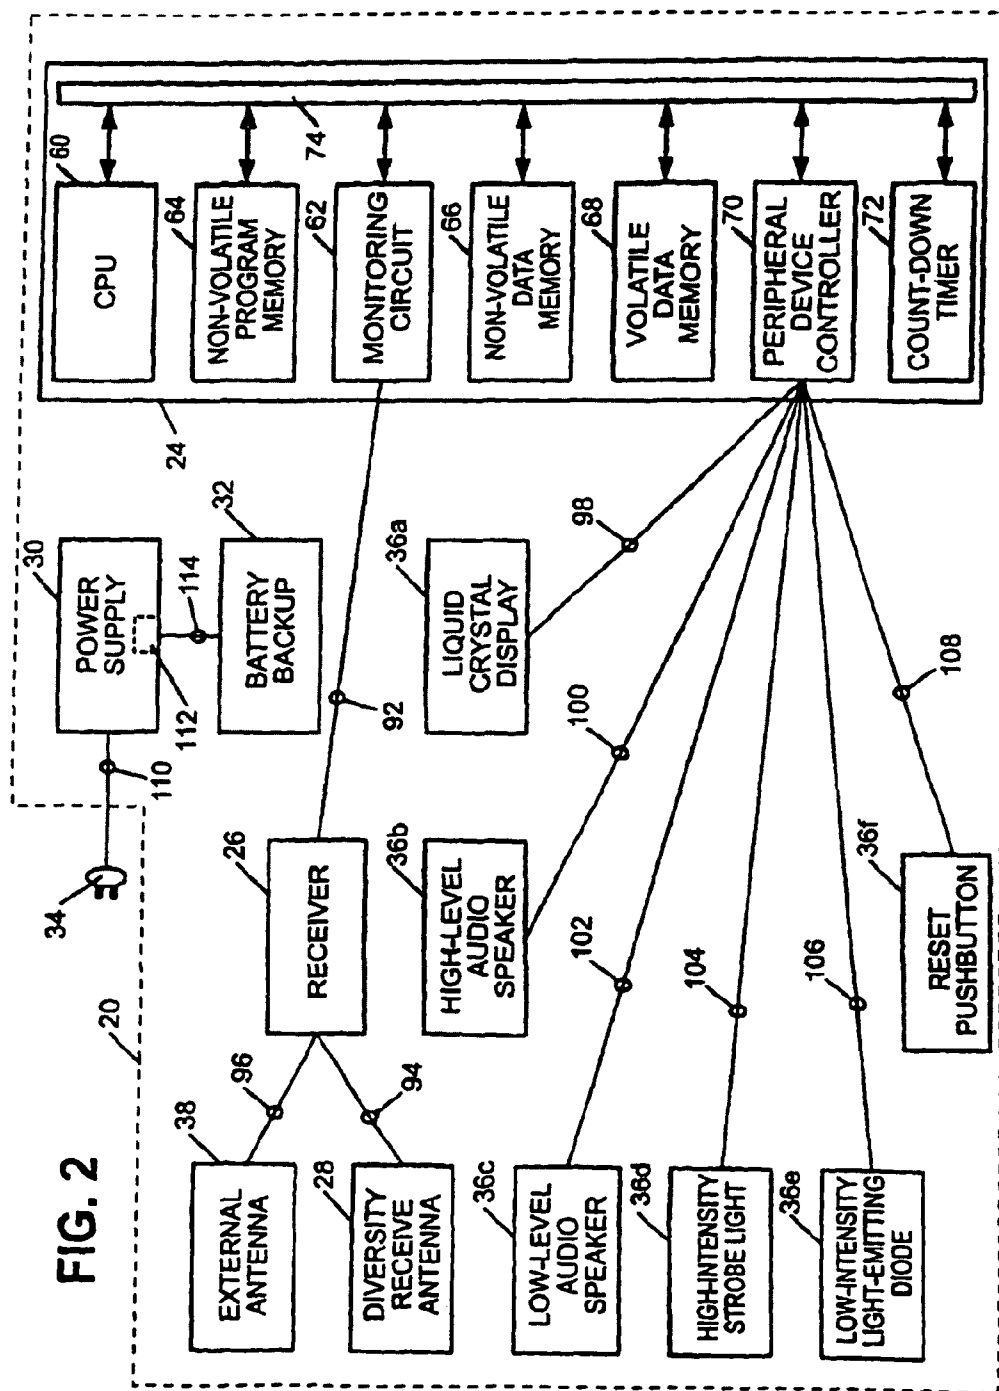 FIG. 2
20
34
110
30
POWER
SUPPLY
112
114
32
BATTERY
BACKUP
24
60
CPU
64
NON-VOLATILE
PROGRAM
MEMORY
74
62
MONITORING
CIRCUIT
66
NON-VOLATILE
DATA
MEMORY
68
VOLATILE
DATA
MEMORY
70
PERIPHERAL
DEVICE
CONTROLLER
72
COUNT-DOWN
TIMER
38
EXTERNAL
ANTENNA
96
28
DIVERSITY
RECEIVE
ANTENNA
94
26
RECEIVER
92
36a
LIQUID
CRYSTAL
DISPLAY
98
36b
HIGH-LEVEL
AUDIO
SPEAKER
100
36c
LOW-LEVEL
AUDIO
SPEAKER
102
36d
HIGH-INTENSITY
STROBE LIGHT
104
36e
LOW-INTENSITY
LIGHT-EMITTING
DIODE
106
36f
RESET
PUSHBUTTON
108